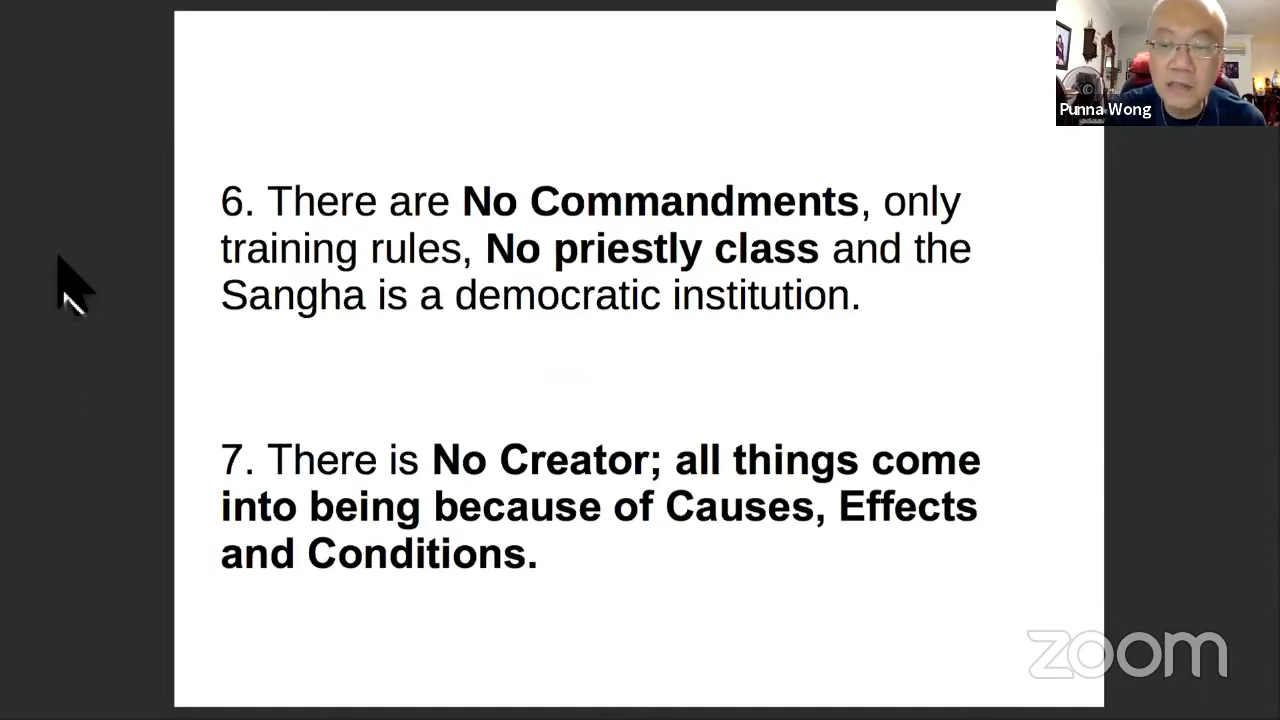 Punna Wong
6. There are No Commandments, only
training rules, No priestly class and the
Sangha is a democratic institution.
7. There is No Creator; all things come
into being because of Causes, Effects
and Conditions.
zoom